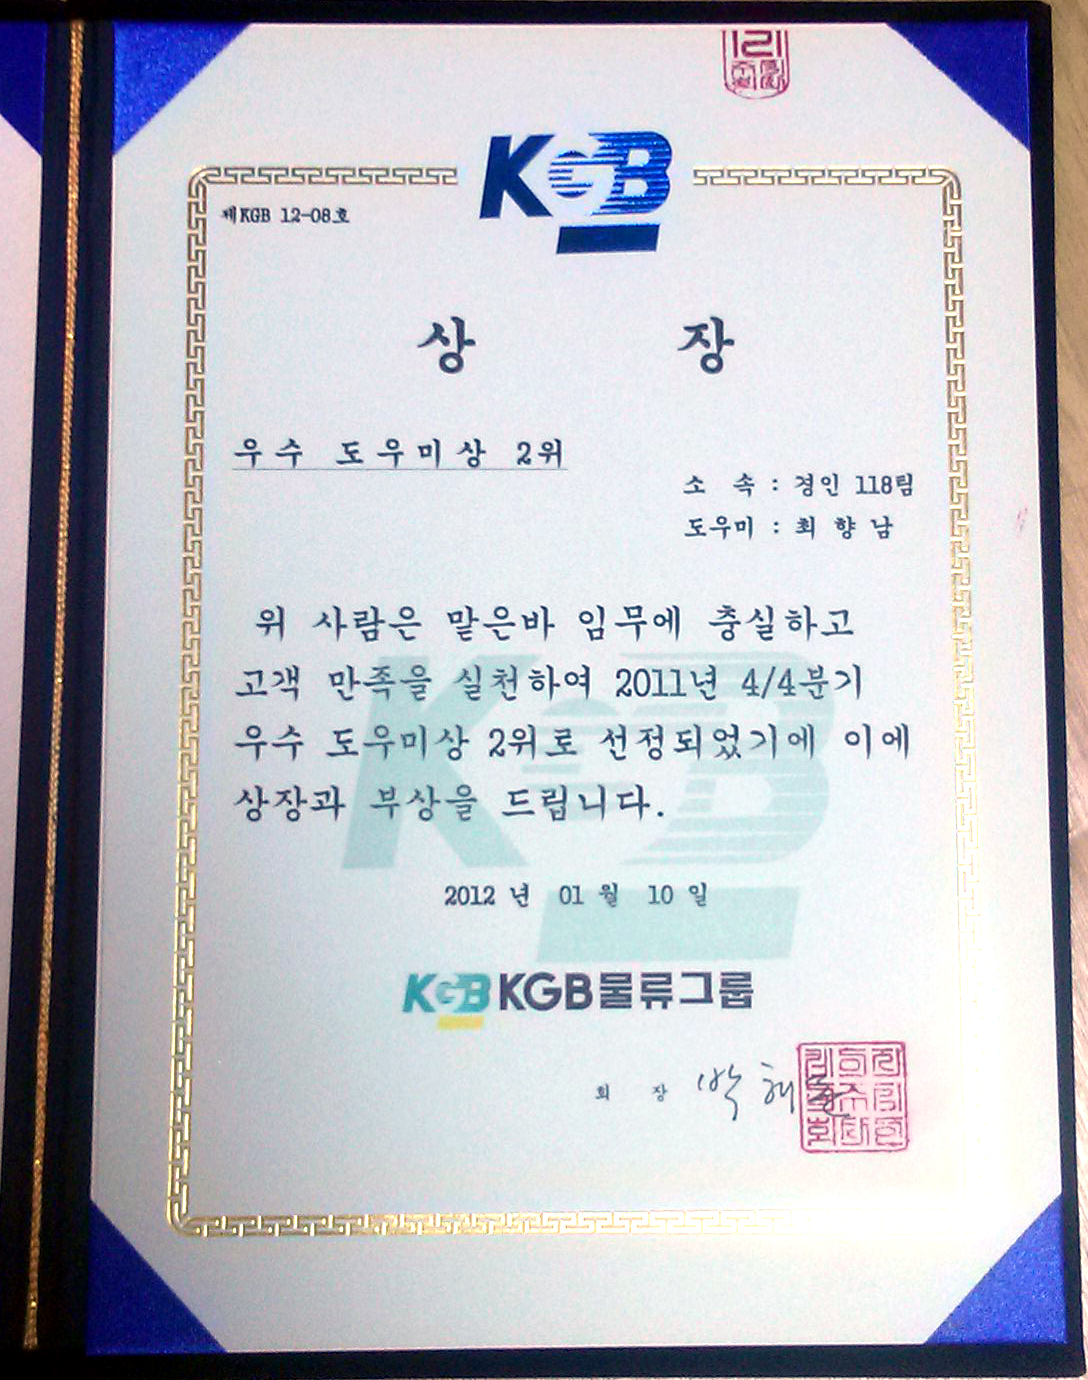 KGB
제KGB 12-08호
상 장
우수 도우미상 2위
소 속 : 경인 118팀
도우미 : 최 향 남
위 사람은 맡은바 임무에 충실하고
고객 만족을 실천하여 2011년 4/4분기
우수 도우미상 2위로 선정되었기에 이에
상장과 부상을 드립니다.
2012 년 01 월 10 일
KGB KGB물류그룹
회 장 박해돈